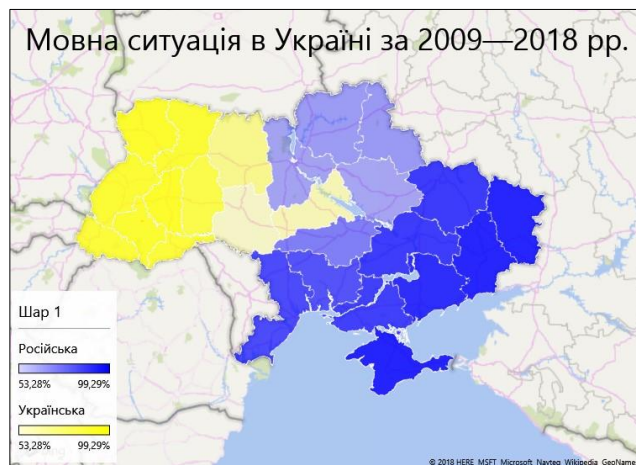 Мовна ситуація в Україні за 2009—2018 рр.
Шар 1
Російська
53,28% 99,29%
Українська
53,28% 99,29%
© 2018 HERE, MSFT, Microsoft, Navteq, Wikipedia, GeoName